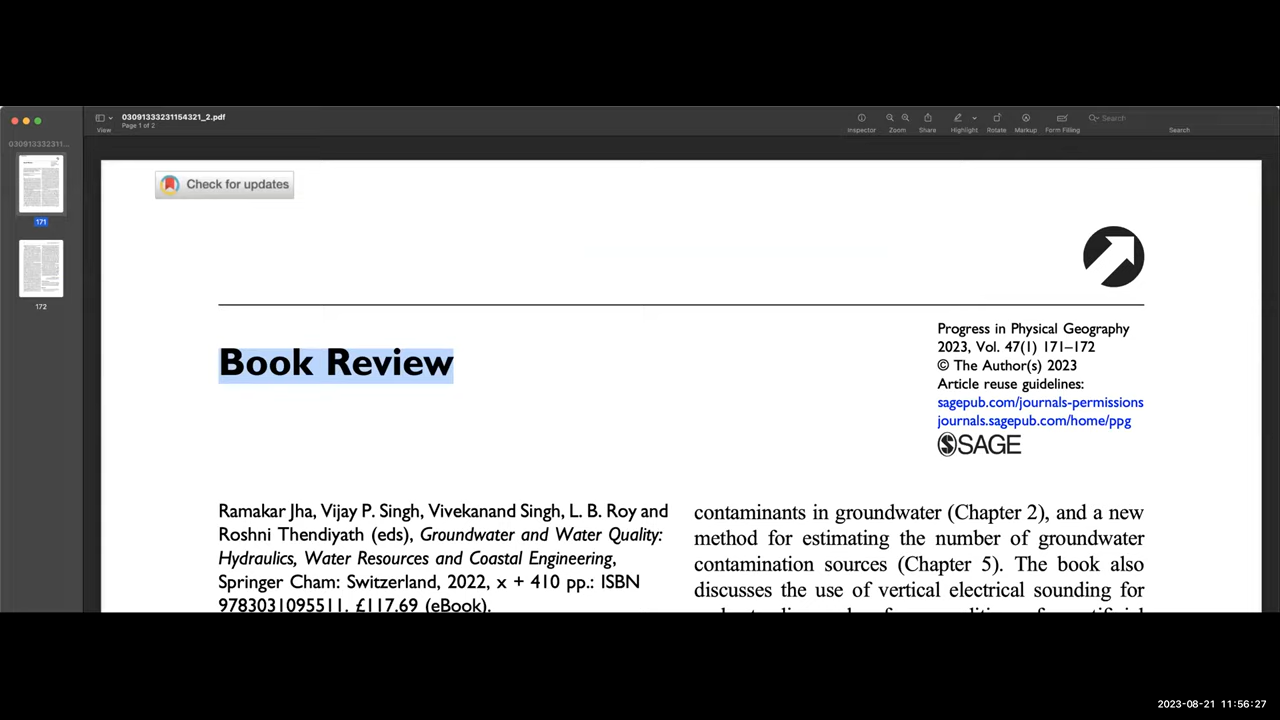 03091333231154321_2.pdf
Page 1 of 2
View
Inspector
Zoom
Share
Highlight
Rotate
Markup
Form Filling
Search
Search
030913332311...
171
172
Check for updates
Book Review
Progress in Physical Geography
2023, Vol. 47(1) 171–172
© The Author(s) 2023
Article reuse guidelines:
sagepub.com/journals-permissions
journals.sagepub.com/home/ppg
SAGE
Ramakar Jha, Vijay P. Singh, Vivekanand Singh, L. B. Roy and
Roshni Thendiyath (eds), Groundwater and Water Quality:
Hydraulics, Water Resources and Coastal Engineering,
Springer Cham: Switzerland, 2022, x + 410 pp.: ISBN
9783031095511. £117.69 (eBook).
contaminants in groundwater (Chapter 2), and a new
method for estimating the number of groundwater
contamination sources (Chapter 5). The book also
discusses the use of vertical electrical sounding for
2023-08-21 11:56:27